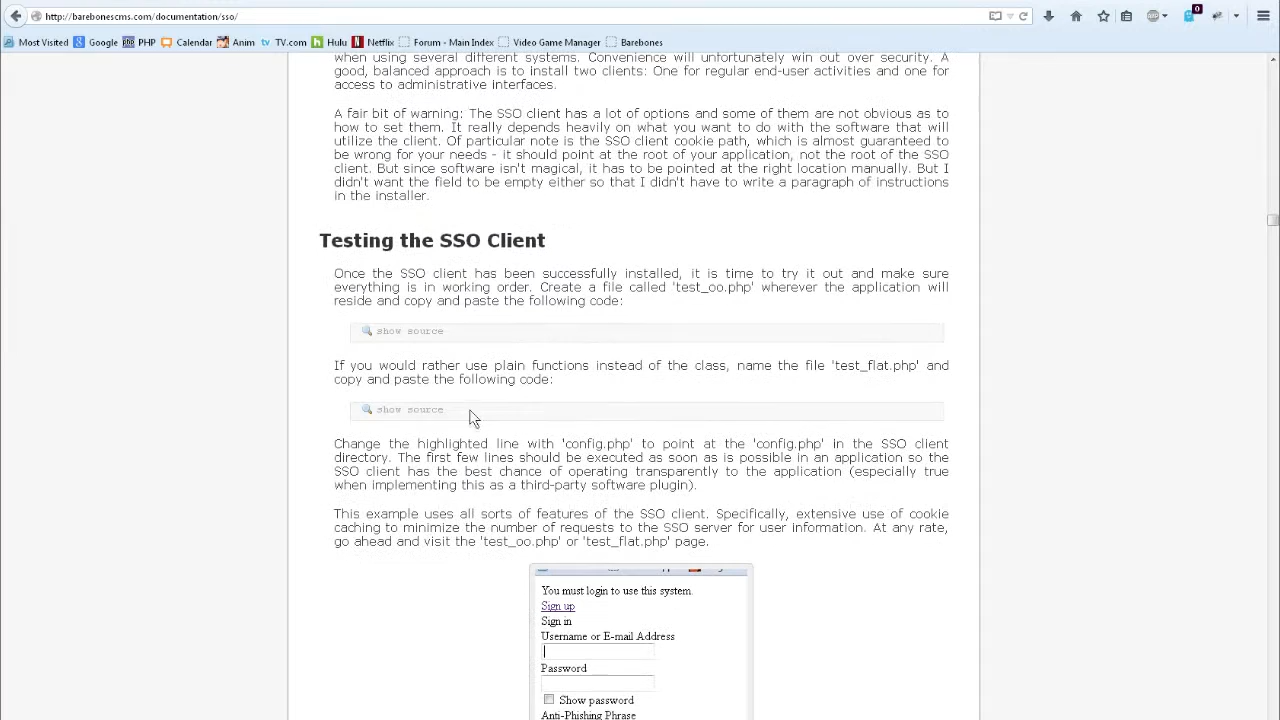 http://barebonescms.com/documentation/sso/
0
Most Visited Google PHP Calendar Anim TV.com Hulu Netflix Forum - Main Index Video Game Manager Barebones
when using several different systems. Convenience will unfortunately win out over security. A
good, balanced approach is to install two clients: One for regular end-user activities and one for
access to administrative interfaces.
A fair bit of warning: The SSO client has a lot of options and some of them are not obvious as to
how to set them. It really depends heavily on what you want to do with the software that will
utilize the client. Of particular note is the SSO client cookie path, which is almost guaranteed to
be wrong for your needs - it should point at the root of your application, not the root of the SSO
client. But since software isn't magical, it has to be pointed at the right location manually. But I
didn't want the field to be empty either so that I didn't have to write a paragraph of instructions
in the installer.
Testing the SSO Client
Once the SSO client has been successfully installed, it is time to try it out and make sure
everything is in working order. Create a file called 'test_oo.php' wherever the application will
reside and copy and paste the following code:
show source
If you would rather use plain functions instead of the class, name the file 'test_flat.php' and
copy and paste the following code:
show source
Change the highlighted line with 'config.php' to point at the 'config.php' in the SSO client
directory. The first few lines should be executed as soon as is possible in an application so the
SSO client has the best chance of operating transparently to the application (especially true
when implementing this as a third-party software plugin).
This example uses all sorts of features of the SSO client. Specifically, extensive use of cookie
caching to minimize the number of requests to the SSO server for user information. At any rate,
go ahead and visit the 'test_oo.php' or 'test_flat.php' page.
You must login to use this system.
Sign up
Sign in
Username or E-mail Address
Password
Show password
Anti-Phishing Phrase